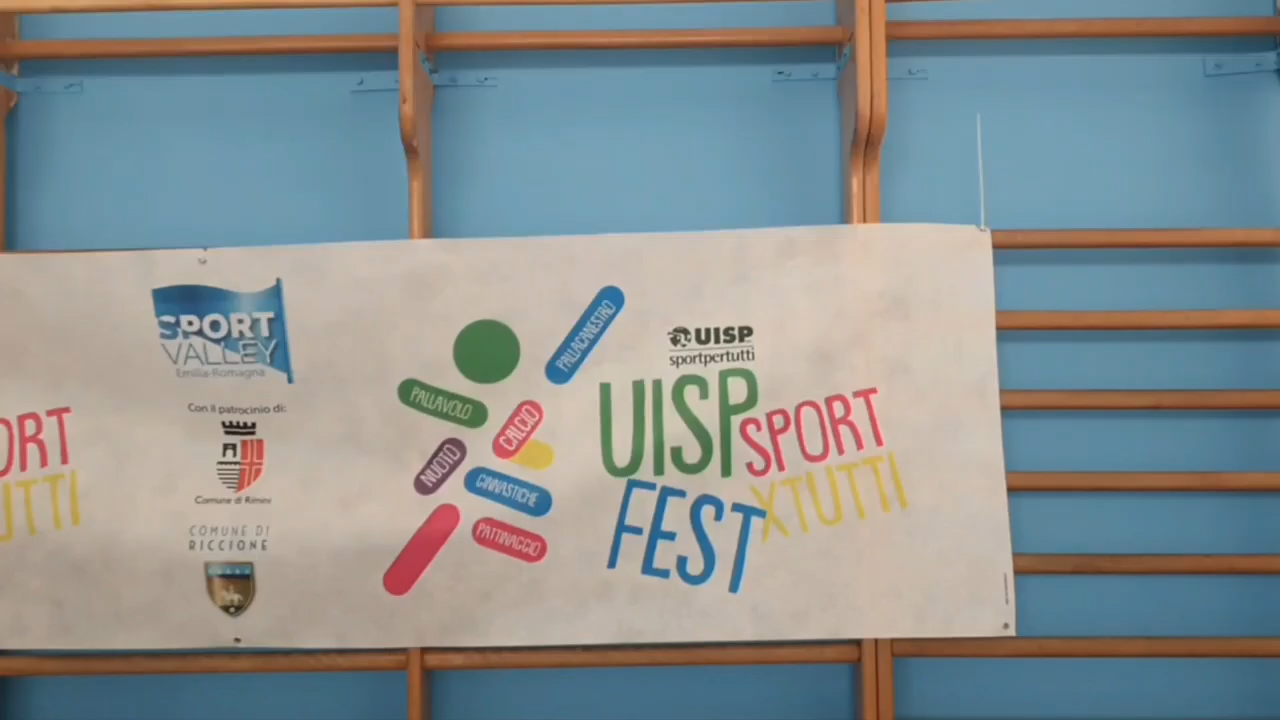 ORT
UTTI
SPORT
VALLEY
Emilia-Romagna
Con il patrocinio di:
Comune di Rimini
COMUNE DI
RICCIONE
PALLAVOLO
PALLACANESTRO
CALCIO
NUOTO
GINNASTICHE
PATTINAGGIO
UISP
sportpertutti
UISP SPORT
FEST XTUTTI